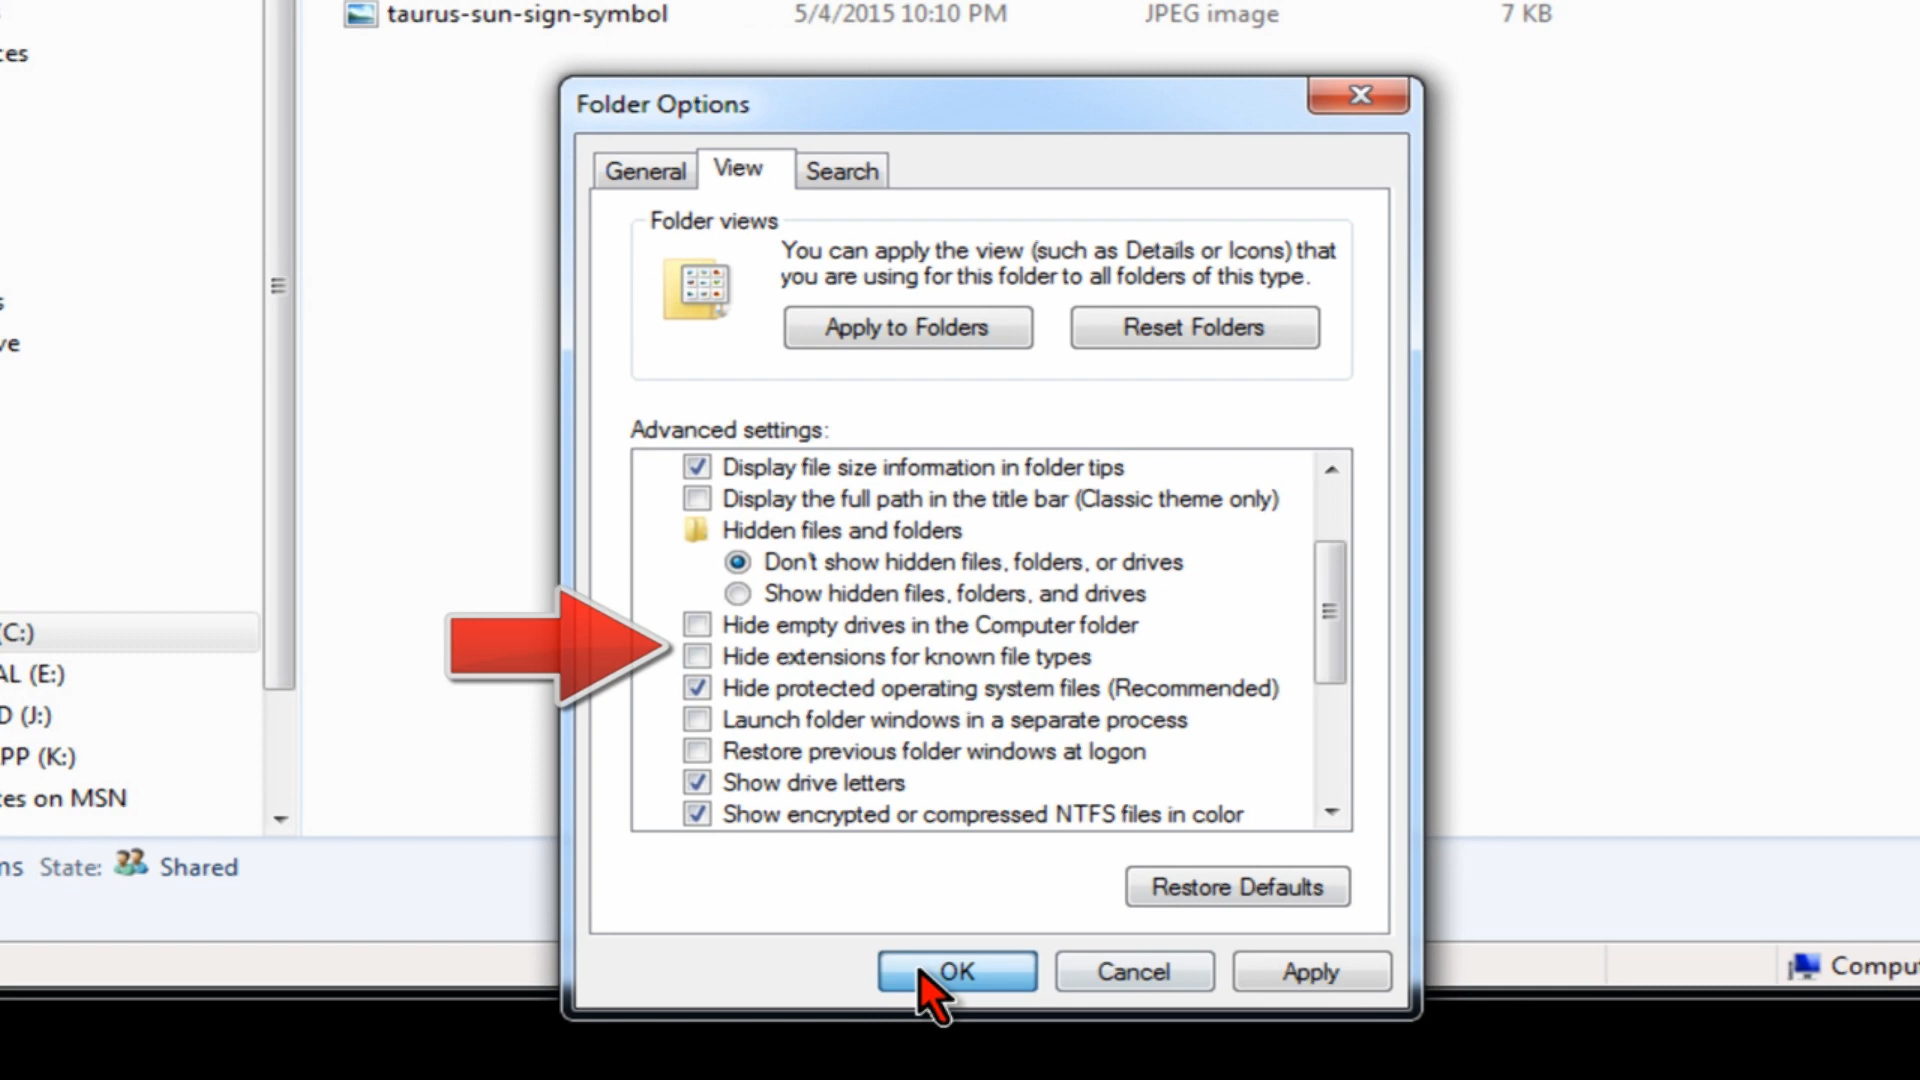 taurus-sun-sign-symbol 5/4/2015 10:10 PM JPEG image 7 KB
Folder Options
General View Search
Folder views
You can apply the view (such as Details or Icons) that
you are using for this folder to all folders of this type.
Apply to Folders Reset Folders
Advanced settings:
Display file size information in folder tips
Display the full path in the title bar (Classic theme only)
Hidden files and folders
Don't show hidden files, folders, or drives
Show hidden files, folders, and drives
Hide empty drives in the Computer folder
Hide extensions for known file types
Hide protected operating system files (Recommended)
Launch folder windows in a separate process
Restore previous folder windows at logon
Show drive letters
Show encrypted or compressed NTFS files in color
Restore Defaults
OK Cancel Apply
(C:)
AL (E:)
D (J:)
PP (K:)
es on MSN
State: Shared
Comput